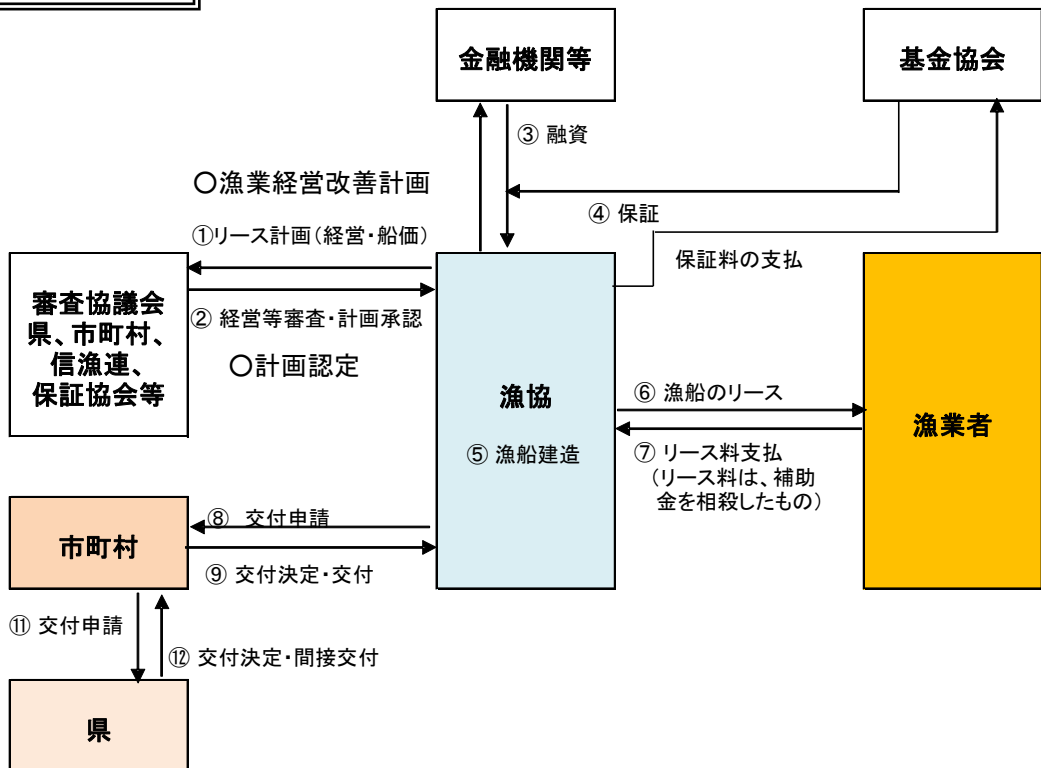 金融機関等
基金協会
③ 融資
〇漁業経営改善計画
④ 保証
①リース計画(経営・船価)
保証料の支払
審査協議会
県、市町村、
信漁連、
保証協会等
② 経営等審査・計画承認
〇計画認定
漁協
⑤ 漁船建造
⑥ 漁船のリース
漁業者
⑦ リース料支払
(リース料は、補助
金を相殺したもの)
⑧ 交付申請
市町村
⑨ 交付決定・交付
⑪ 交付申請
⑫ 交付決定・間接交付
県